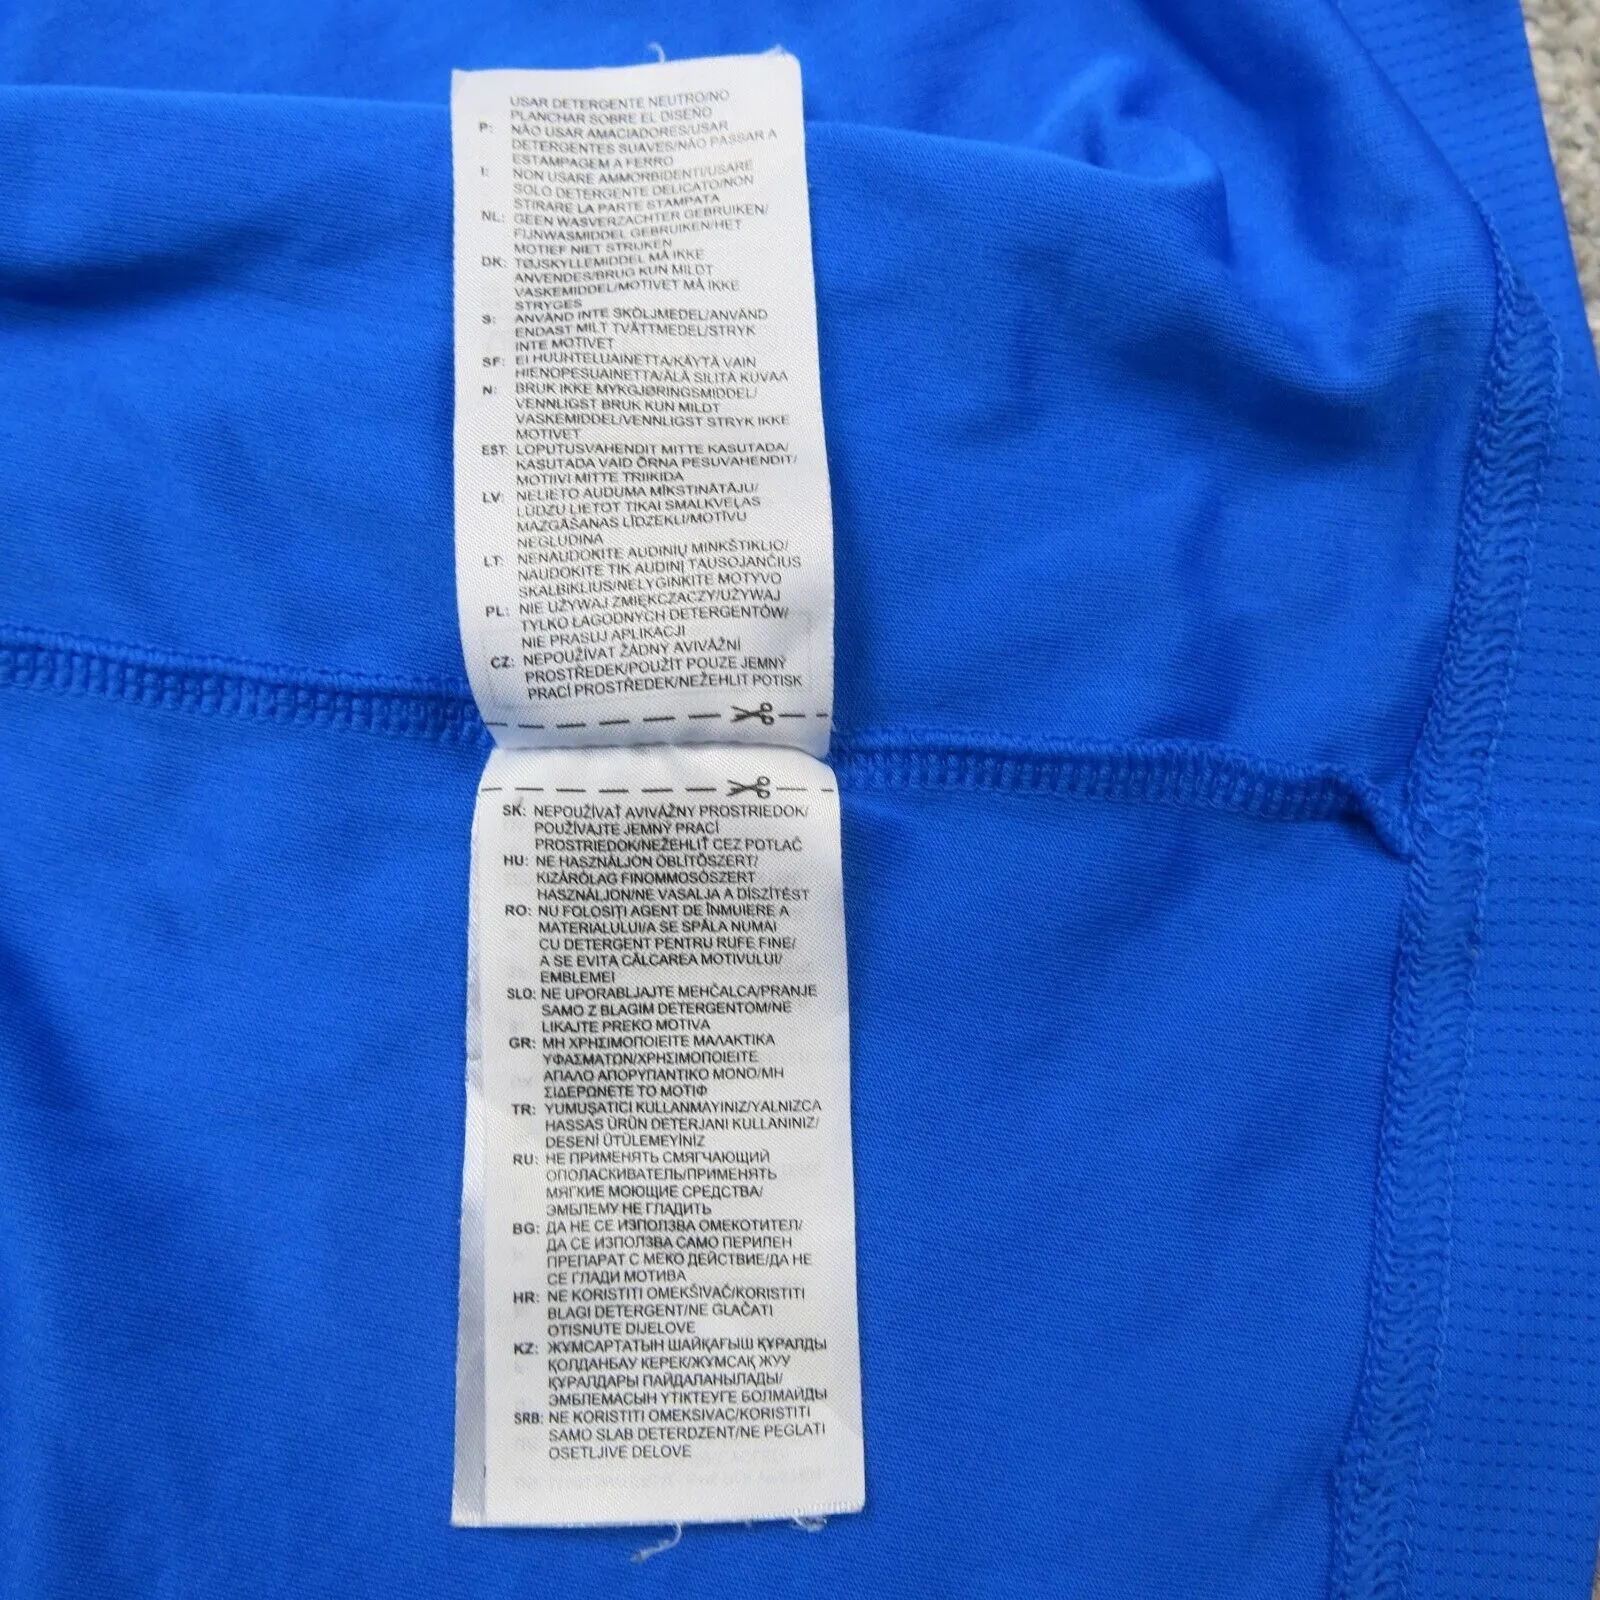 USAR DETERGENTE NEUTRO/NO
PLANCHAR SOBRE EL DISEÑO
P: NÃO USAR AMACIADORES/USAR
DETERGENTES SUAVES/NÃO PASSAR A
ESTAMPAGEM A FERRO
I: NON USARE AMMORBIDENTI/USARE
SOLO DETERGENTE DELICATO/NON
STIRARE LA PARTE STAMPATA
NL: GEEN WASVERZACHTER GEBRUIKEN/
FIJNWASMIDDEL GEBRUIKEN/HET
MOTIEF NIET STRIJKEN
DK: TØJSKYLLEMIDDEL MÅ IKKE
ANVENDES/BRUG KUN MILDT
VASKEMIDDEL/MOTIVET MÅ IKKE
STRYGES
S: ANVÄND INTE SKÖLJMEDEL/ANVÄND
ENDAST MILT TVÄTTMEDEL/STRYK
INTE MOTIVET
SF: EI HUUHTELUAINETTA/KÄYTÄ VAIN
HIENOPESUAINETTA/ÄLÄ SILITÄ KUVAA
N: BRUK IKKE MYKGJØRINGSMIDDEL/
VENNLIGST BRUK KUN MILDT
VASKEMIDDEL/VENNLIGST STRYK IKKE
MOTIVET
EST: LOPUTUSVAHENDIT MITTE KASUTADA/
KASUTADA VAID ÕRNA PESUVAHENDIT/
MOTIIVI MITTE TRIIKIDA
LV: NELIETO AUDUMA MĪKSTINĀTĀJU/
LŪDZU LIETOT TIKAI SMALKVEĻAS
MAZGĀŠANAS LĪDZEKLI/MOTĪVU
NEGLUDINA
LT: NENAUDOKITE AUDINIŲ MINKŠTIKLIO/
NAUDOKITE TIK AUDINĮ TAUSOJANČIUS
SKALBIKLIUS/NELYGINKITE MOTYVO
PL: NIE UŻYWAJ ZMIĘKCZACZY/UŻYWAJ
TYLKO ŁAGODNYCH DETERGENTÓW/
NIE PRASUJ APLIKACJI
CZ: NEPOUŽÍVAT ŽÁDNÝ AVIVÁŽNÍ
PROSTŘEDEK/POUŽÍT POUZE JEMNÝ
PRACÍ PROSTŘEDEK/NEŽEHLIT POTISK
SK: NEPOUŽÍVAŤ AVIVÁŽNY PROSTRIEDOK/
POUŽÍVAJTE JEMNÝ PRACÍ
PROSTRIEDOK/NEŽEHLIŤ CEZ POTLAČ
HU: NE HASZNÁLJON ÖBLÍTŐSZERT/
KIZÁRÓLAG FINOMMOSÓSZERT
HASZNÁLJON/NE VASALJA A DÍSZÍTÉST
RO: NU FOLOSIŢI AGENT DE ÎNMUIERE A
MATERIALULUI/A SE SPĂLA NUMAI
CU DETERGENT PENTRU RUFE FINE/
A SE EVITA CĂLCAREA MOTIVULUI/
EMBLEMEI
SLO: NE UPORABLJAJTE MEHČALCA/PRANJE
SAMO Z BLAGIM DETERGENTOM/NE
LIKAJTE PREKO MOTIVA
GR: ΜΗ ΧΡΗΣΙΜΟΠΟΙΕΙΤΕ ΜΑΛΑΚΤΙΚΑ
ΥΦΑΣΜΑΤΩΝ/ΧΡΗΣΙΜΟΠΟΙΕΙΤΕ
ΑΠΑΛΟ ΑΠΟΡΥΠΑΝΤΙΚΟ ΜΟΝΟ/ΜΗ
ΣΙΔΕΡΩΝΕΤΕ ΤΟ ΜΟΤΙΦ
TR: YUMUŞATICI KULLANMAYINIZ/YALNIZCA
HASSAS ÜRÜN DETERJANI KULLANINIZ/
DESENİ ÜTÜLEMEYİNİZ
RU: НЕ ПРИМЕНЯТЬ СМЯГЧАЮЩИЙ
ОПОЛАСКИВАТЕЛЬ/ПРИМЕНЯТЬ
МЯГКИЕ МОЮЩИЕ СРЕДСТВА/
ЭМБЛЕМУ НЕ ГЛАДИТЬ
BG: ДА НЕ СЕ ИЗПОЛЗВА ОМЕКОТИТЕЛ/
ДА СЕ ИЗПОЛЗВА САМО ПЕРИЛЕН
ПРЕПАРАТ С МЕКО ДЕЙСТВИЕ/ДА НЕ
СЕ ГЛАДИ МОТИВА
HR: NE KORISTITI OMEKŠIVAČ/KORISTITI
BLAGI DETERGENT/NE GLAČATI
OTISNUTE DIJELOVE
KZ: ЖҰМСАРТАТЫН ШАЙҚАҒЫШ ҚҰРАЛДЫ
ҚОЛДАНБАУ КЕРЕК/ЖҰМСАҚ ЖУУ
ҚҰРАЛДАРЫ ПАЙДАЛАНЫЛАДЫ/
ЭМБЛЕМАСЫН ҮТІКТЕУГЕ БОЛМАЙДЫ
SRB: NE KORISTITI OMEKSIVAC/KORISTITI
SAMO SLAB DETERDZENT/NE PEGLATI
OSETLJIVE DELOVE